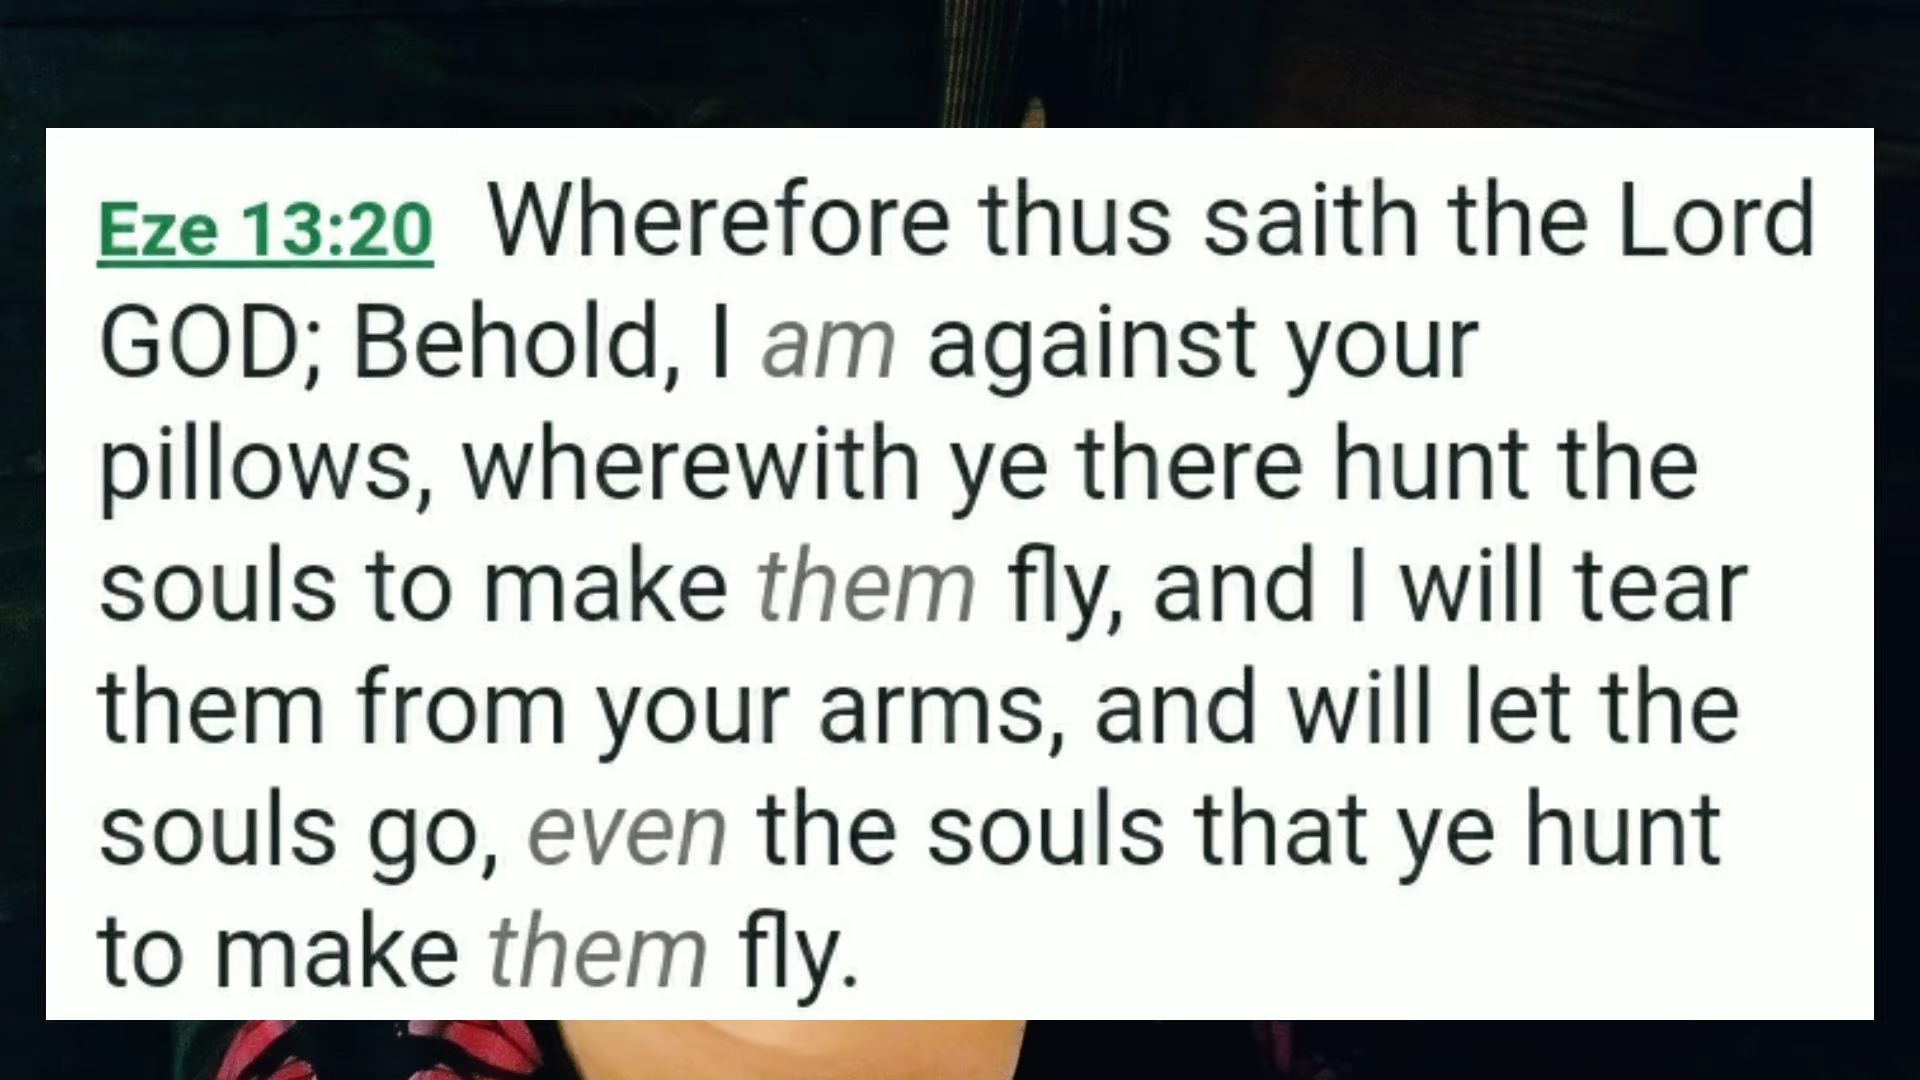 Eze 13:20 Wherefore thus saith the Lord
GOD; Behold, I am against your
pillows, wherewith ye there hunt the
souls to make them fly, and I will tear
them from your arms, and will let the
souls go, even the souls that ye hunt
to make them fly.